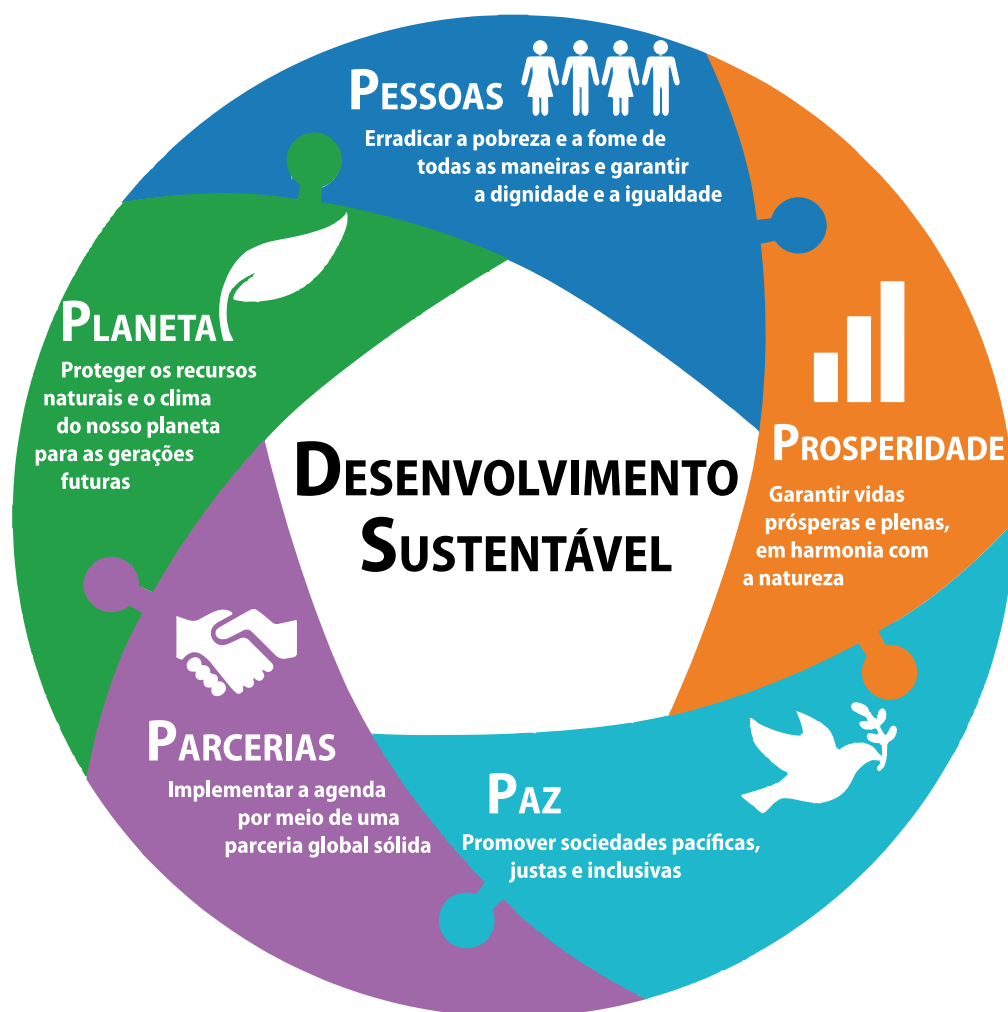 PESSOAS
Erradicar a pobreza e a fome de
todas as maneiras e garantir
a dignidade e a igualdade
PROSPERIDADE
Garantir vidas
prósperas e plenas,
em harmonia com
a natureza
PAZ
Promover sociedades pacíficas,
justas e inclusivas
PARCERIAS
Implementar a agenda
por meio de uma
parceria global sólida
PLANETA
Proteger os recursos
naturais e o clima
do nosso planeta
para as gerações
futuras
DESENVOLVIMENTO
SUSTENTÁVEL